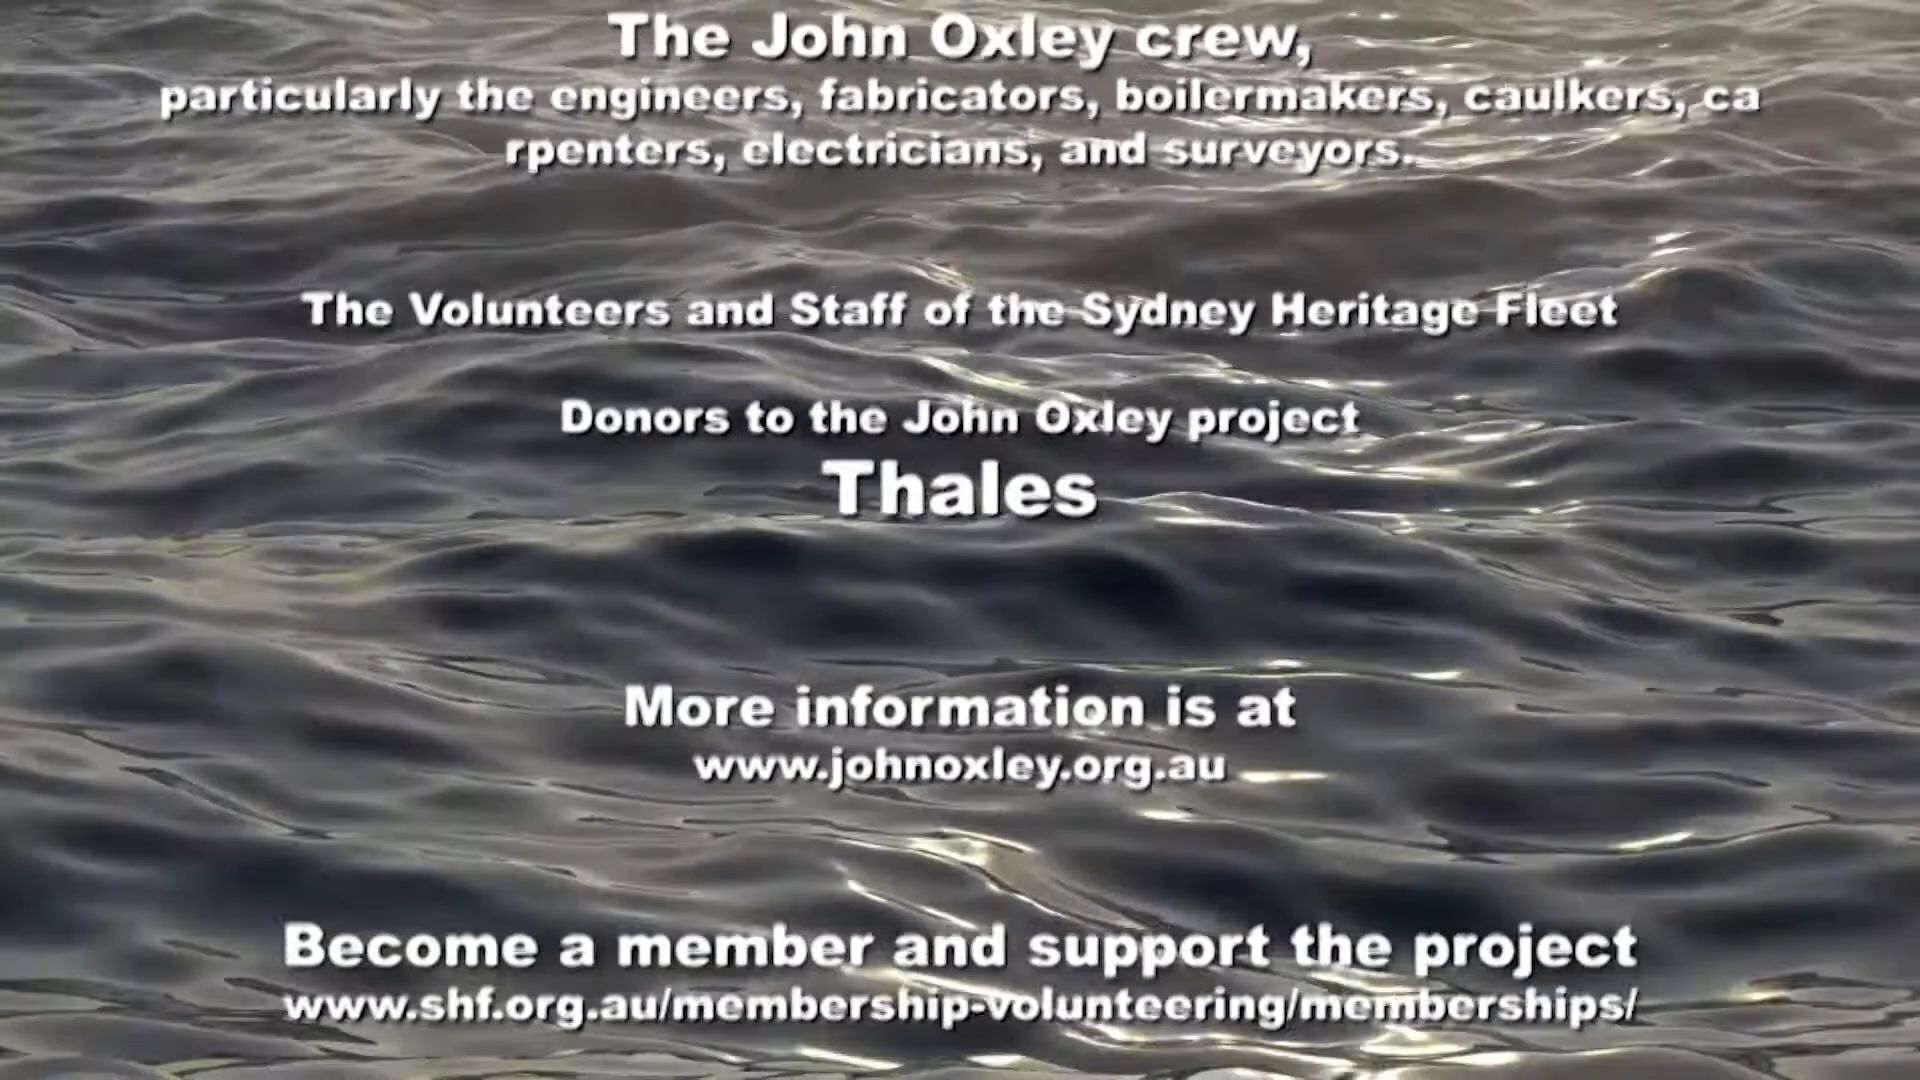 The John Oxley crew,
particularly the engineers, fabricators, boilermakers, caulkers, ca
rpenters, electricians, and surveyors.
The Volunteers and Staff of the Sydney Heritage Fleet
Donors to the John Oxley project
Thales
More information is at
www.johnoxley.org.au
Become a member and support the project
www.shf.org.au/membership-volunteering/memberships/